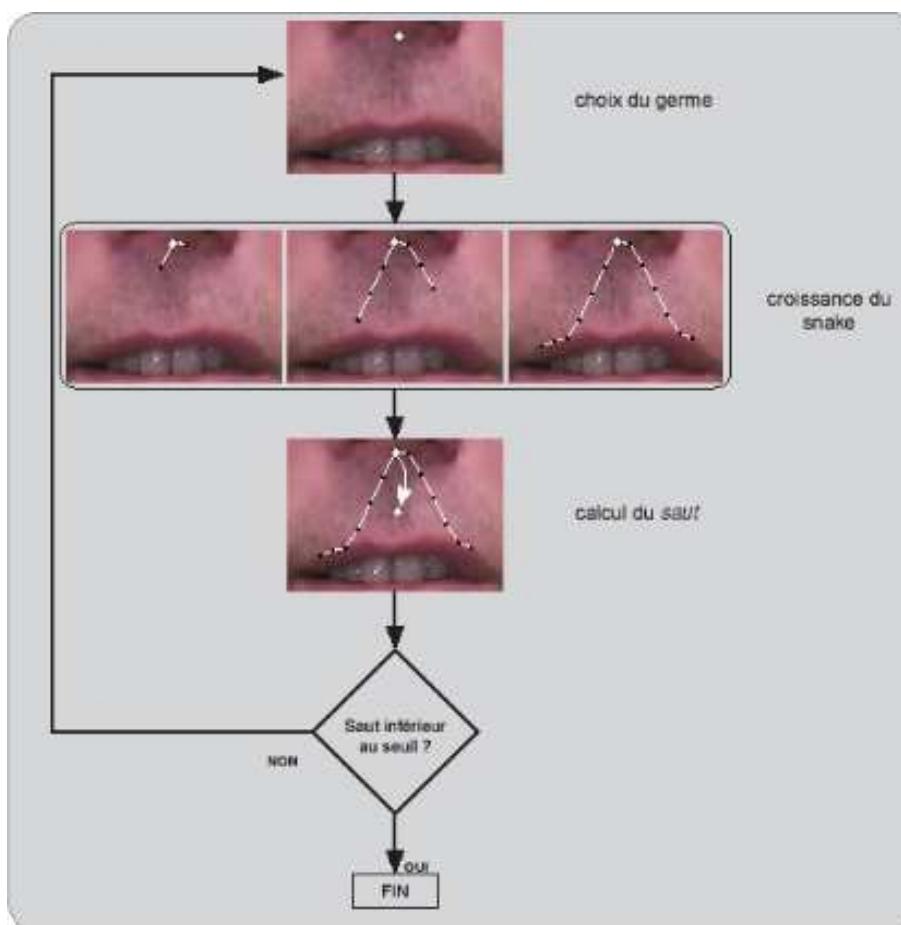 choix du germe
croissance du
snake
calcul du saut
Saut inférieur
au seuil ?
NON
OUI
FIN